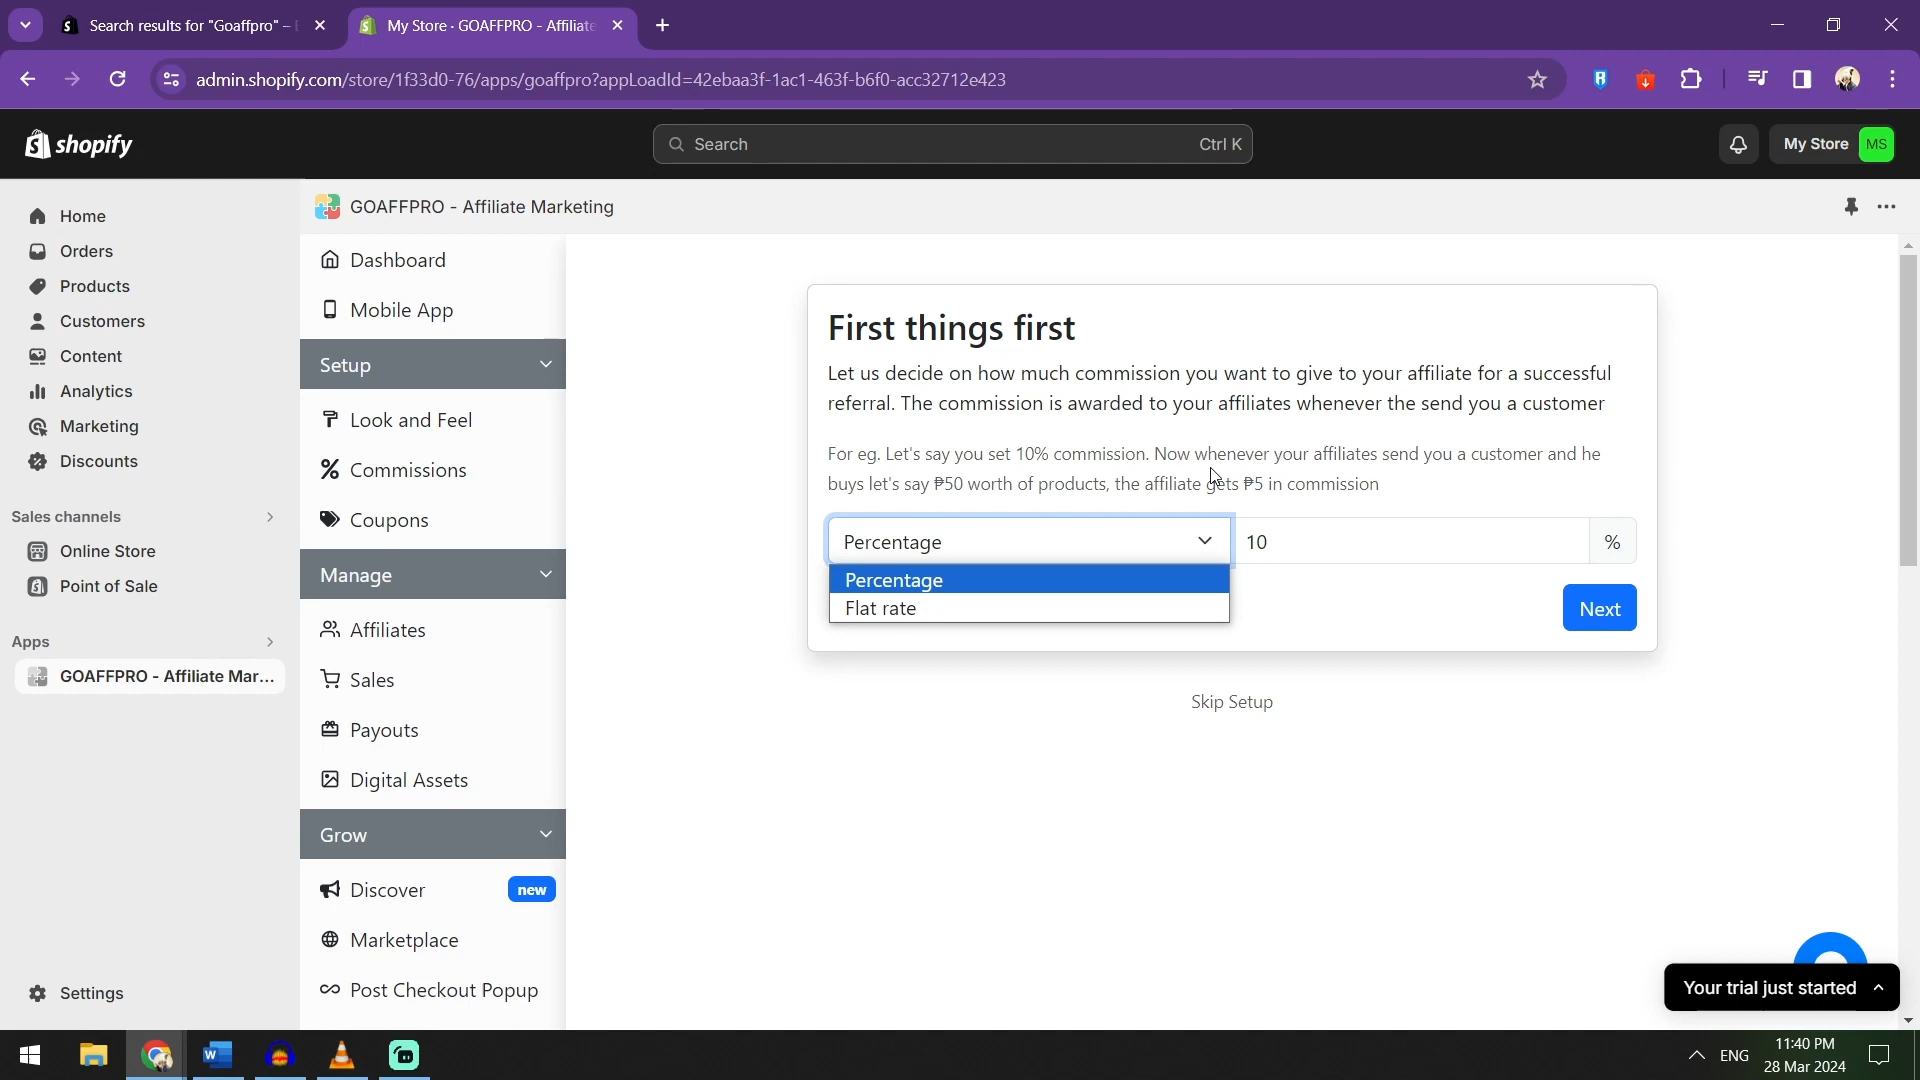 Search results for "Goaffpro" –
My Store · GOAFFPRO - Affiliate
admin.shopify.com/store/1f33d0-76/apps/goaffpro?appLoadId=42ebaa3f-1ac1-463f-b6f0-acc32712e423
shopify
Search
Ctrl K
My Store
MS
Home
Orders
Products
Customers
Content
Analytics
Marketing
Discounts
Sales channels
Online Store
Point of Sale
Apps
GOAFFPRO - Affiliate Mar...
Settings
GOAFFPRO - Affiliate Marketing
Dashboard
Mobile App
Setup
Look and Feel
Commissions
Coupons
Manage
Affiliates
Sales
Payouts
Digital Assets
Grow
Discover
new
Marketplace
Post Checkout Popup
First things first
Let us decide on how much commission you want to give to your affiliate for a successful
referral. The commission is awarded to your affiliates whenever the send you a customer
For eg. Let's say you set 10% commission. Now whenever your affiliates send you a customer and he
buys let's say ₱50 worth of products, the affiliate gets ₱5 in commission
Percentage
10
%
Percentage
Flat rate
Next
Skip Setup
Your trial just started
ENG
11:40 PM
28 Mar 2024